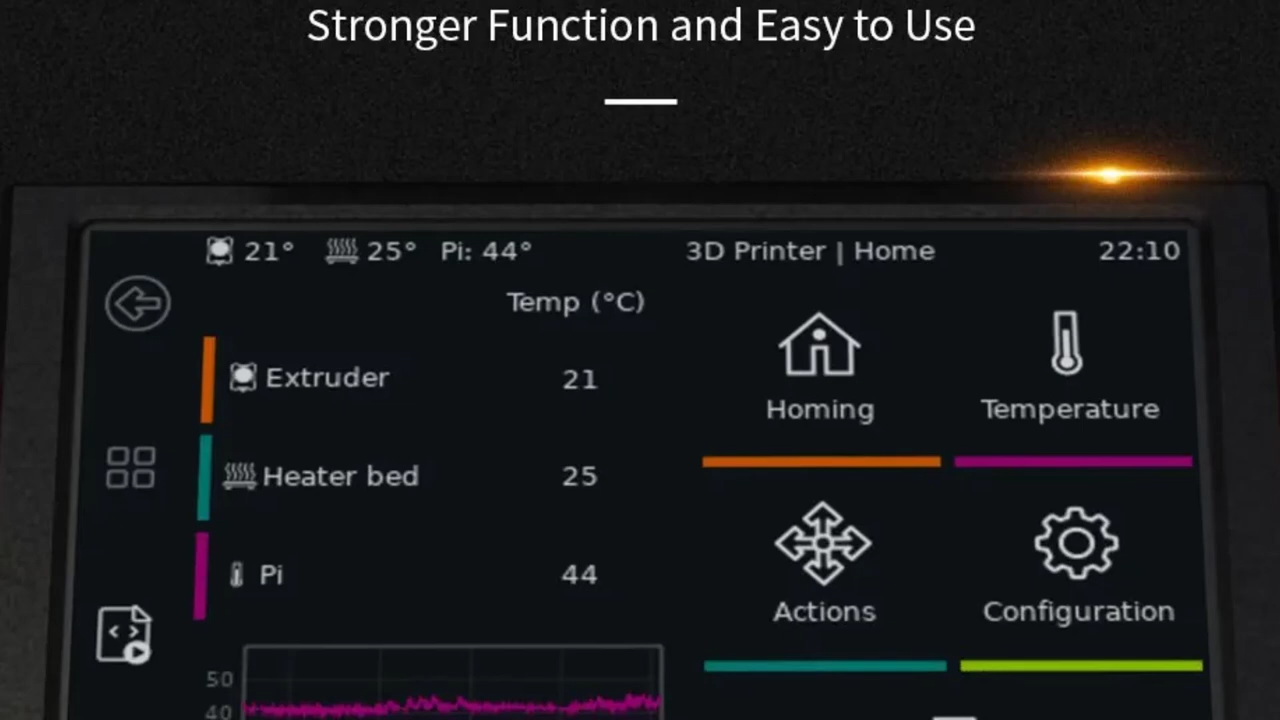 Stronger Function and Easy to Use
21° 25° Pi: 44° 3D Printer | Home 22:10
Temp (°C)
Extruder 21
Heater bed 25
Pi 44
50
40
Homing
Temperature
Actions
Configuration